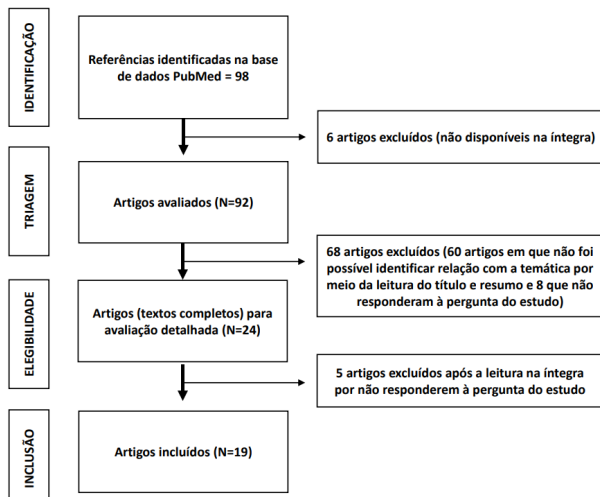 IDENTIFICAÇÃO
Referências identificadas na base
de dados PubMed = 98
6 artigos excluídos (não disponíveis na íntegra)
TRIAGEM
Artigos avaliados (N=92)
68 artigos excluídos (60 artigos em que não foi
possível identificar relação com a temática por
meio da leitura do título e resumo e 8 que não
responderam à pergunta do estudo)
ELEGIBILIDADE
Artigos (textos completos) para
avaliação detalhada (N=24)
5 artigos excluídos após a leitura na íntegra
por não responderem à pergunta do estudo
INCLUSÃO
Artigos incluídos (N=19)